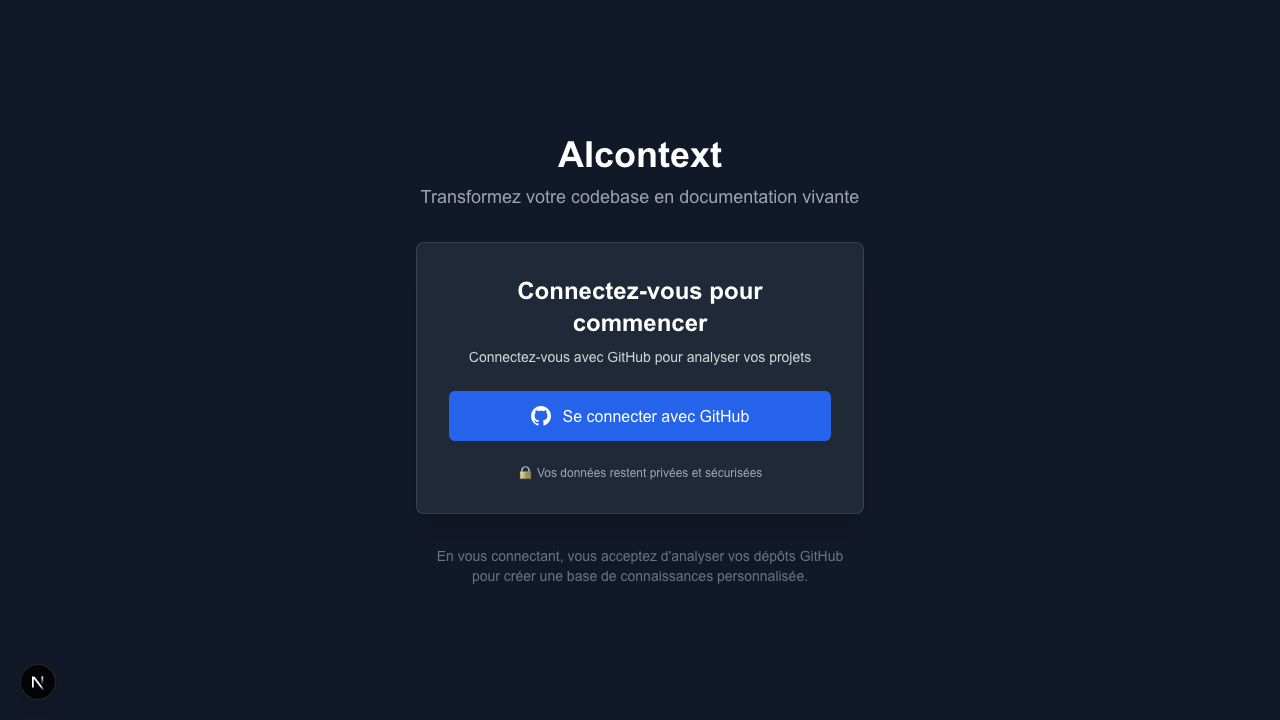 AIcontext
Transformez votre codebase en documentation vivante
Connectez-vous pour
commencer
Connectez-vous avec GitHub pour analyser vos projets
Se connecter avec GitHub
🔒 Vos données restent privées et sécurisées
En vous connectant, vous acceptez d'analyser vos dépôts GitHub
pour créer une base de connaissances personnalisée.
N